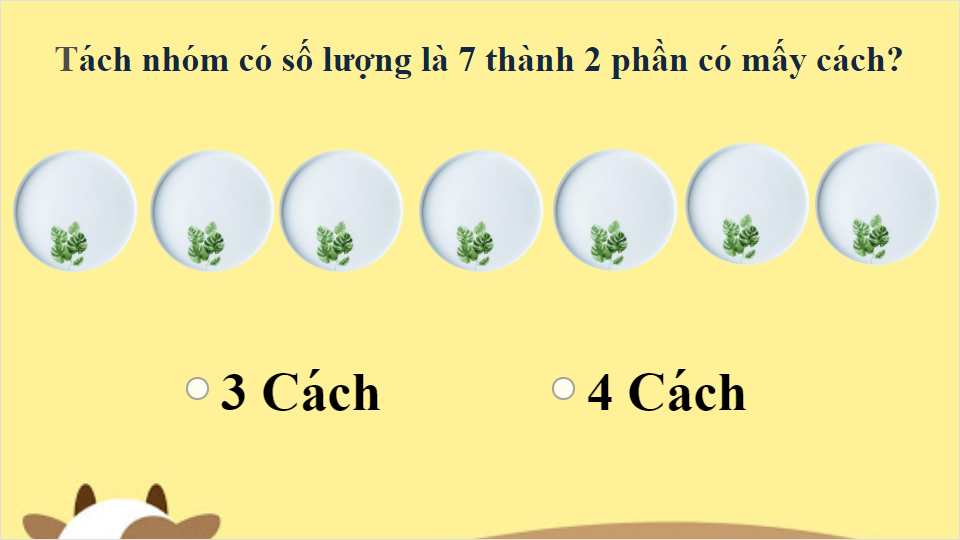 Tách nhóm có số lượng là 7 thành 2 phần có mấy cách?
3 Cách
4 Cách